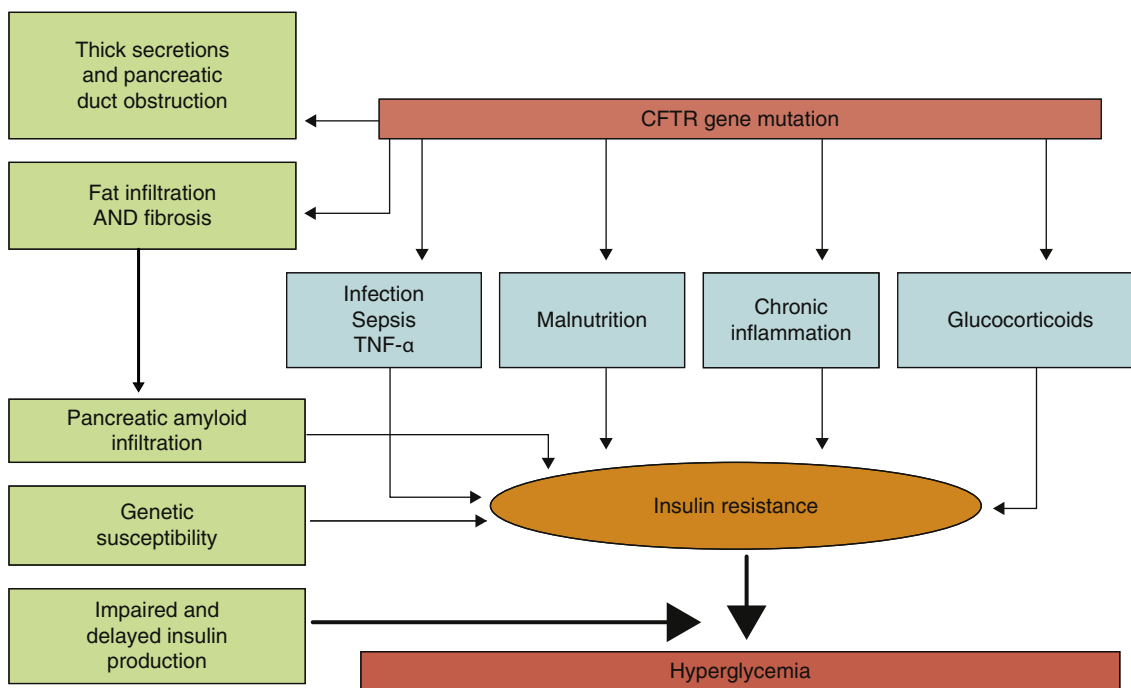 Thick secretions
and pancreatic
duct obstruction
CFTR gene mutation
Fat infiltration
AND fibrosis
Infection
Sepsis
TNF-α
Malnutrition
Chronic
inflammation
Glucocorticoids
Pancreatic amyloid
infiltration
Genetic
susceptibility
Insulin resistance
Impaired and
delayed insulin
production
Hyperglycemia